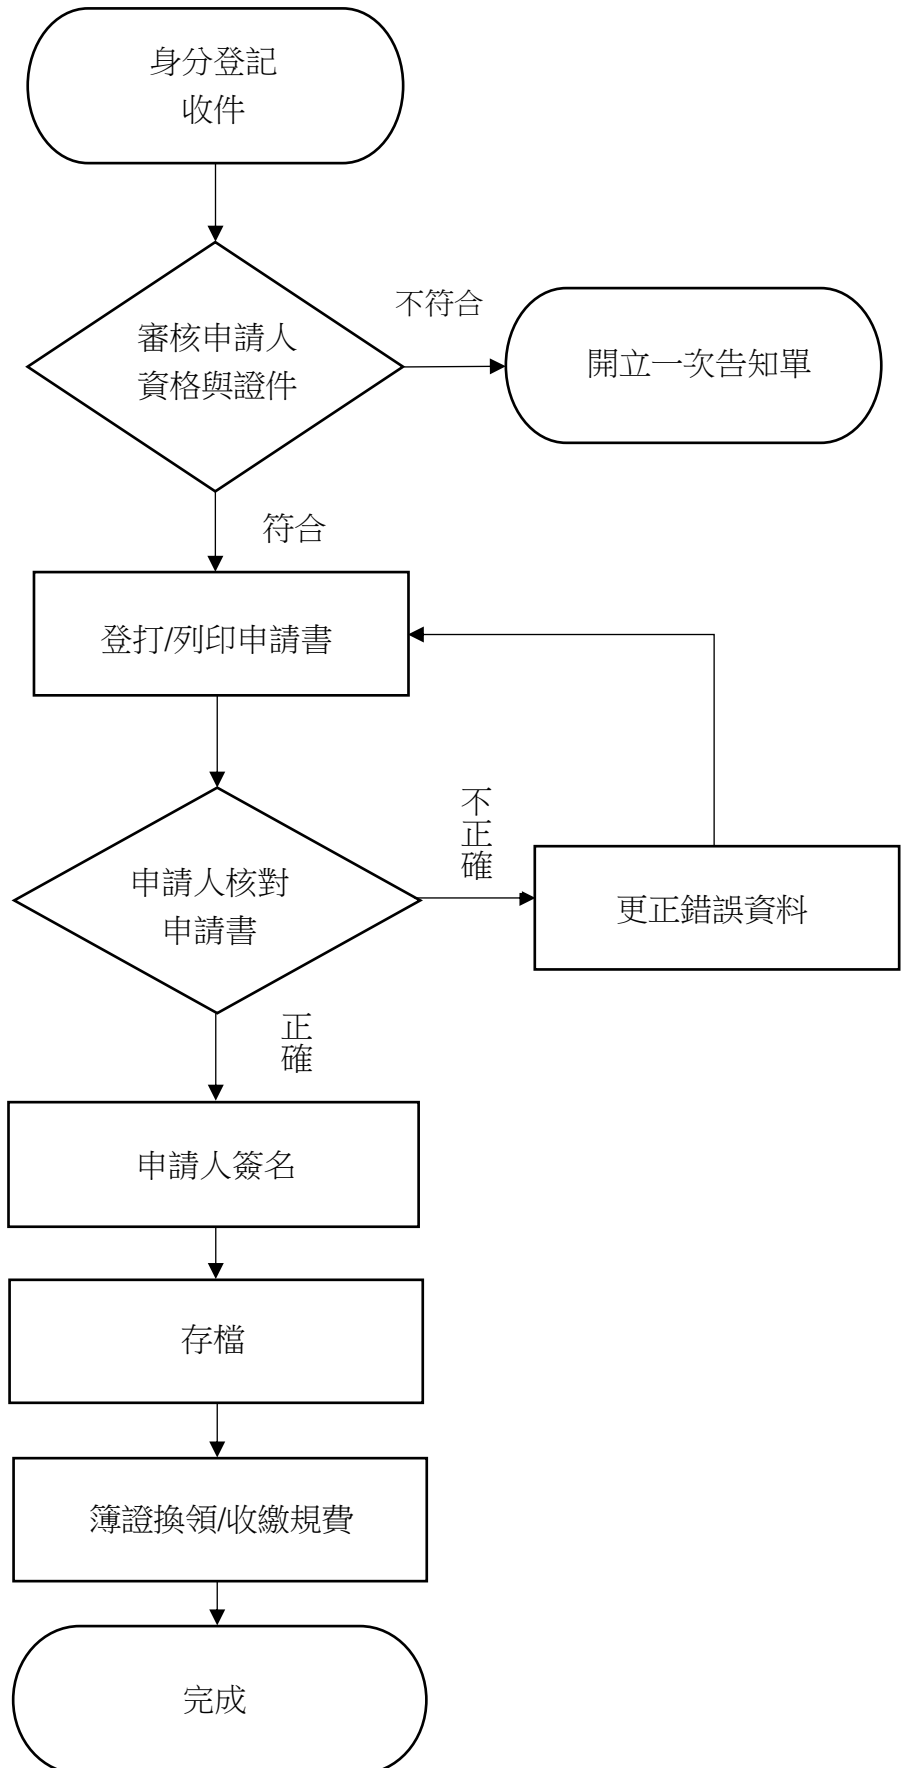 身分登記
收件
審核申請人
資格與證件
不符合
開立一次告知單
符合
登打/列印申請書
申請人核對
申請書
不正確
更正錯誤資料
正確
申請人簽名
存檔
簿證換領/收繳規費
完成